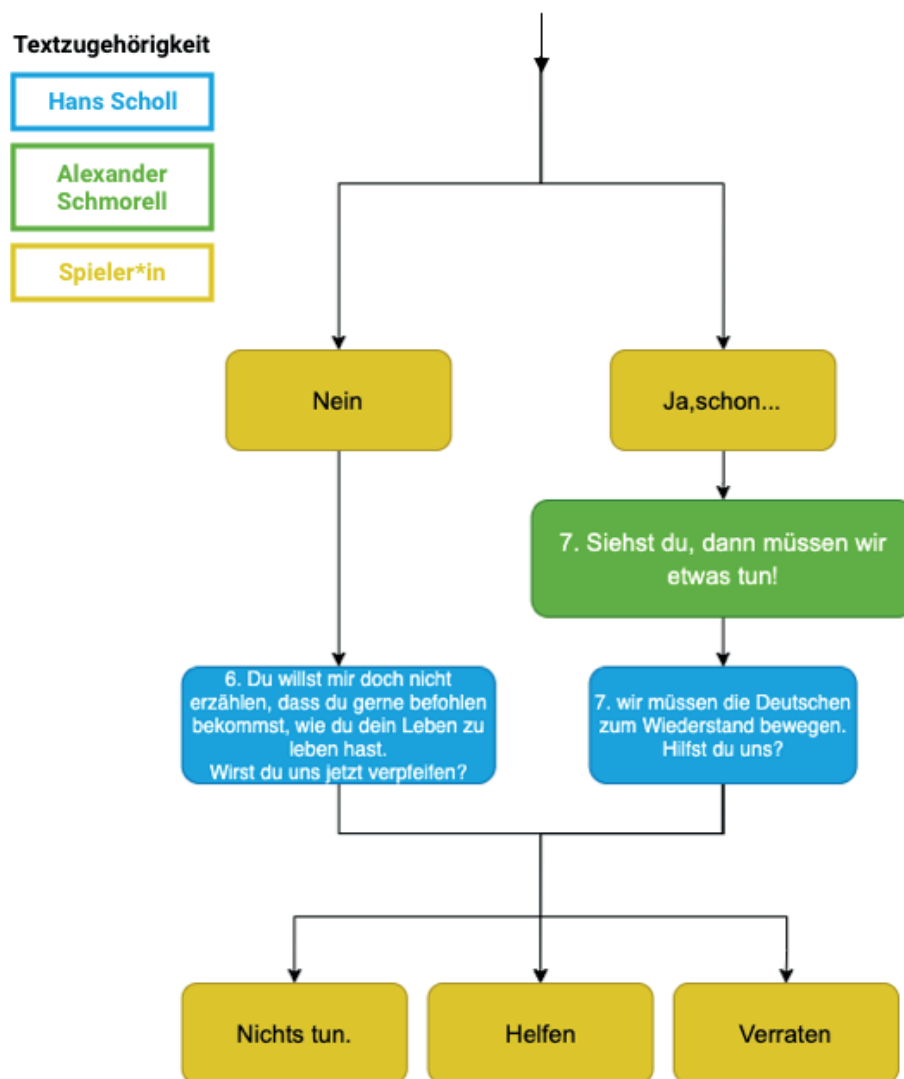 Textzugehörigkeit
Hans Scholl
Alexander
Schmorell
Spieler*in
Nein
Ja,schon...
7. Siehst du, dann müssen wir
etwas tun!
6. Du willst mir doch nicht
erzählen, dass du gerne befohlen
bekommst, wie du dein Leben zu
leben hast.
Wirst du uns jetzt verpfeifen?
7. wir müssen die Deutschen
zum Wiederstand bewegen.
Hilfst du uns?
Nichts tun.
Helfen
Verraten